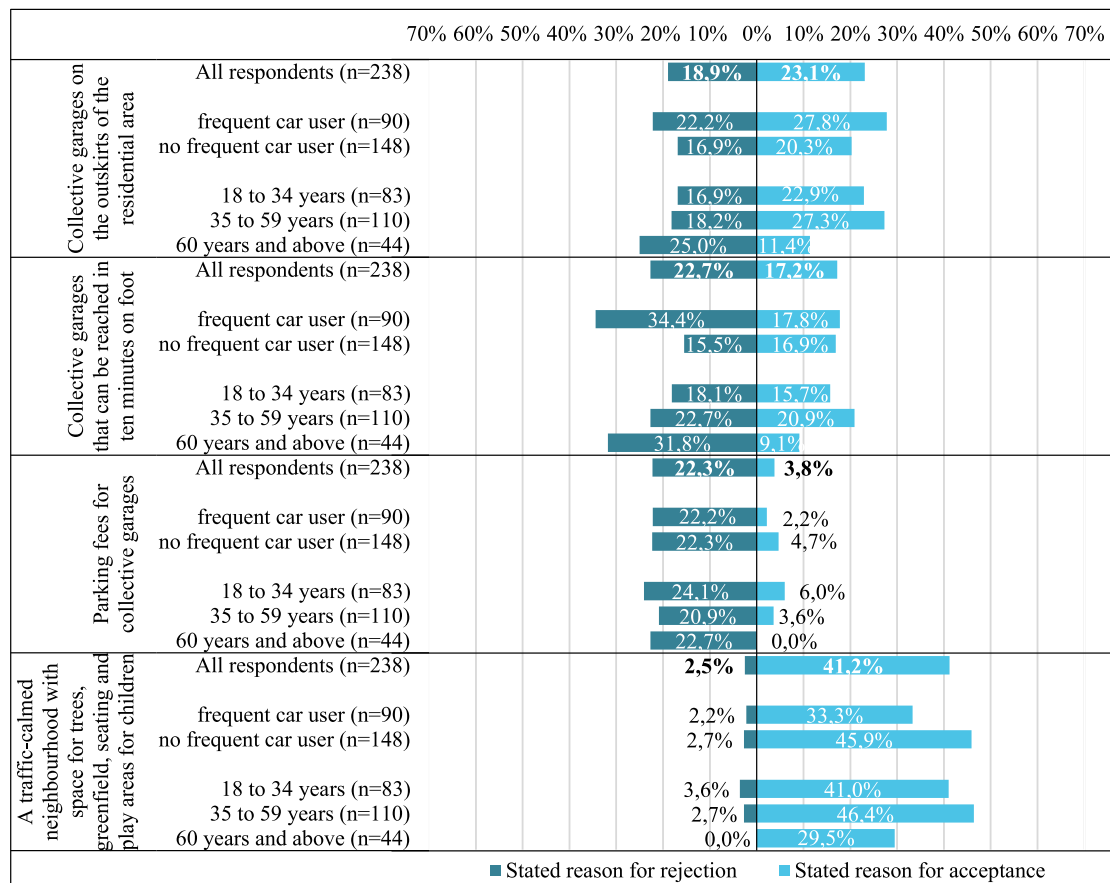 70% 60% 50% 40% 30% 20% 10% 0% 10% 20% 30% 40% 50% 60% 70%
Collective garages on
the outskirts of the
residential area
All respondents (n=238) 18,9% 23,1%
frequent car user (n=90) 22,2% 27,8%
no frequent car user (n=148) 16,9% 20,3%
18 to 34 years (n=83) 16,9% 22,9%
35 to 59 years (n=110) 18,2% 27,3%
60 years and above (n=44) 25,0% 11,4%
Collective garages
that can be reached in
ten minutes on foot
All respondents (n=238) 22,7% 17,2%
frequent car user (n=90) 34,4% 17,8%
no frequent car user (n=148) 15,5% 16,9%
18 to 34 years (n=83) 18,1% 15,7%
35 to 59 years (n=110) 22,7% 20,9%
60 years and above (n=44) 31,8% 9,1%
Parking fees for
collective garages
All respondents (n=238) 22,3% 3,8%
frequent car user (n=90) 22,2% 2,2%
no frequent car user (n=148) 22,3% 4,7%
18 to 34 years (n=83) 24,1% 6,0%
35 to 59 years (n=110) 20,9% 3,6%
60 years and above (n=44) 22,7% 0,0%
A traffic-calmed
neighbourhood with
space for trees,
greenfield, seating and
play areas for children
All respondents (n=238) 2,5% 41,2%
frequent car user (n=90) 2,2% 33,3%
no frequent car user (n=148) 2,7% 45,9%
18 to 34 years (n=83) 3,6% 41,0%
35 to 59 years (n=110) 2,7% 46,4%
60 years and above (n=44) 0,0% 29,5%
Stated reason for rejection Stated reason for acceptance